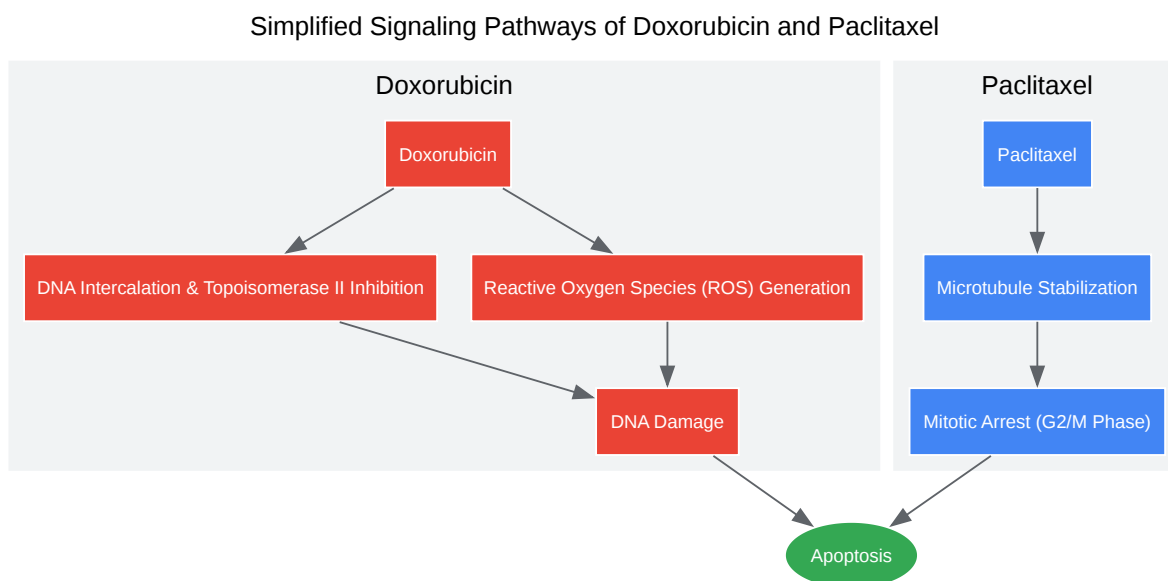 Simplified Signaling Pathways of Doxorubicin and Paclitaxel
Doxorubicin
Paclitaxel
Doxorubicin
Paclitaxel
DNA Intercalation & Topoisomerase II Inhibition
Reactive Oxygen Species (ROS) Generation
Microtubule Stabilization
DNA Damage
Mitotic Arrest (G2/M Phase)
Apoptosis